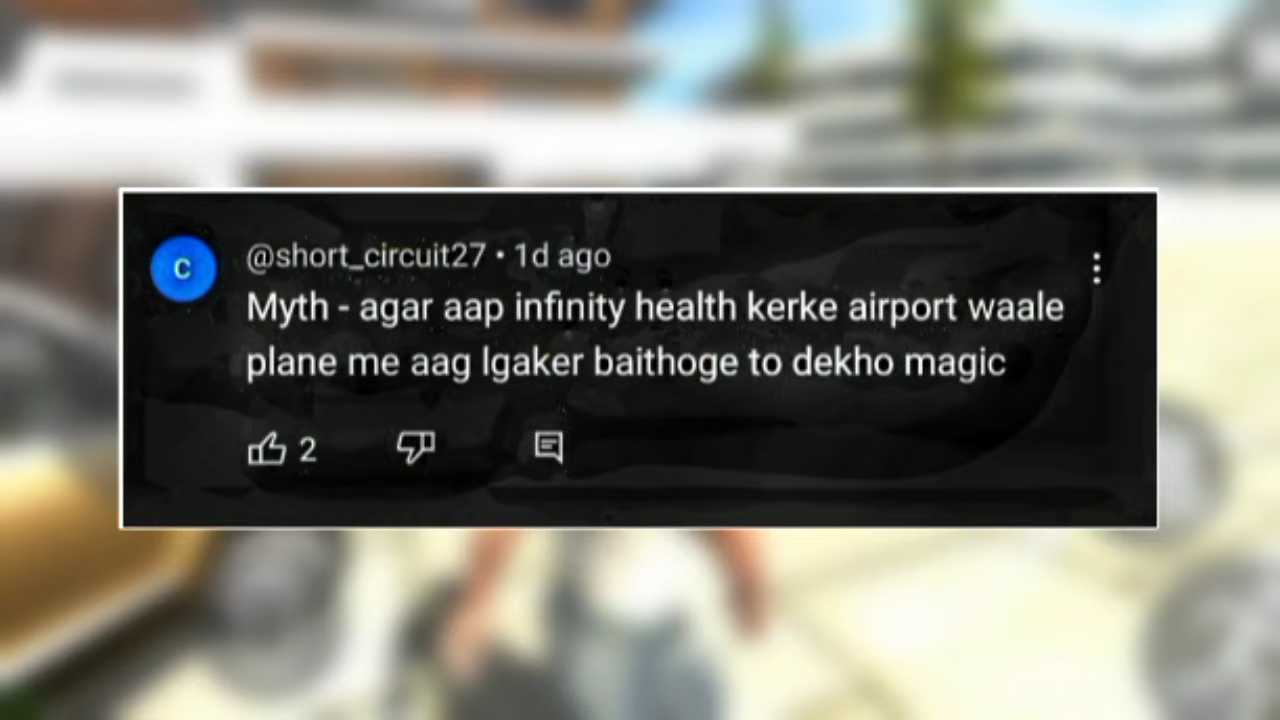 C
@short_circuit27 • 1d ago
Myth - agar aap infinity health kerke airport waale
plane me aag lgaker baithoge to dekho magic
2